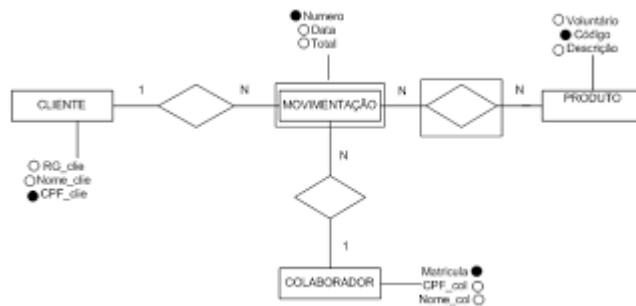 Numero
Data
Total
Voluntário
Código
Descrição
CLIENTE
1
N
MOVIMENTAÇÃO
N
N
PRODUTO
RG_clie
Nome_clie
CPF_clie
N
1
COLABORADOR
Matricula
CPF_col
Nome_col